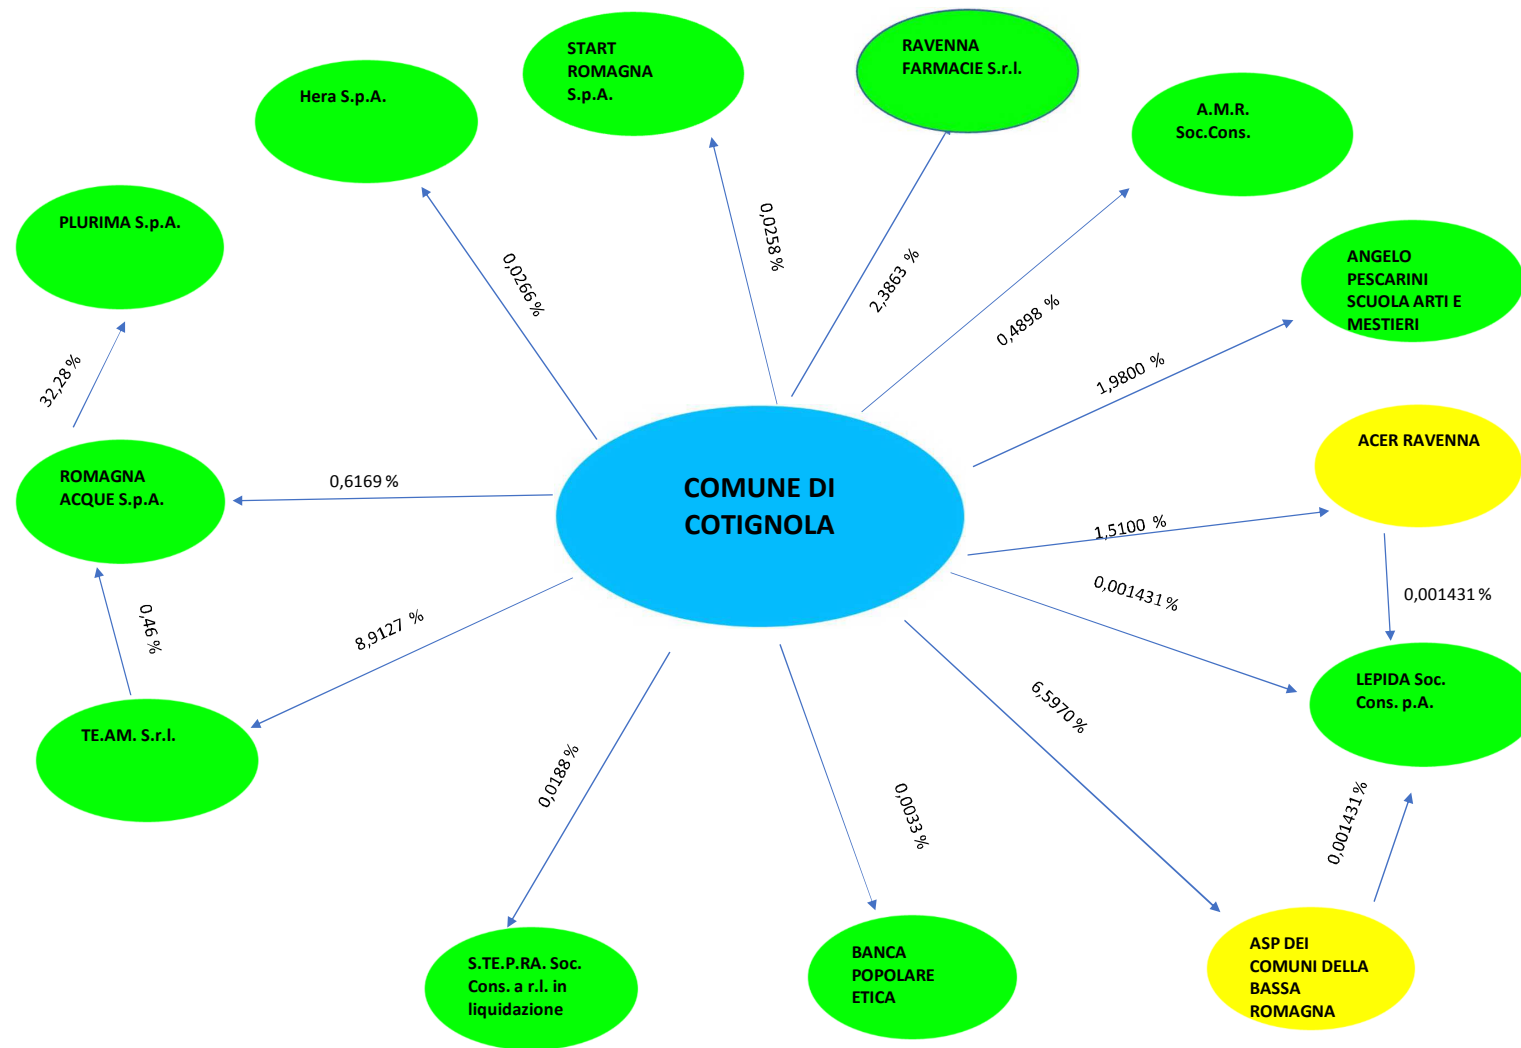 START
ROMAGNA
S.p.A.
RAVENNA
FARMACIE S.r.l.
Hera S.p.A.
A.M.R.
Soc.Cons.
PLURIMA S.p.A.
ANGELO
PESCARINI
SCUOLA ARTI E
MESTIERI
0,0258 %
0,0266 %
2,3863 %
0,4898 %
1,9800 %
32,28 %
ROMAGNA
ACQUE S.p.A.
0,6169 %
COMUNE DI
COTIGNOLA
ACER RAVENNA
1,5100 %
0,001431 %
0,001431 %
0,46 %
8,9127 %
TE.AM. S.r.l.
LEPIDA Soc.
Cons. p.A.
6,5970 %
0,0188 %
0,0033 %
0,001431 %
S.TE.P.RA. Soc.
Cons. a r.l. in
liquidazione
BANCA
POPOLARE
ETICA
ASP DEI
COMUNI DELLA
BASSA
ROMAGNA